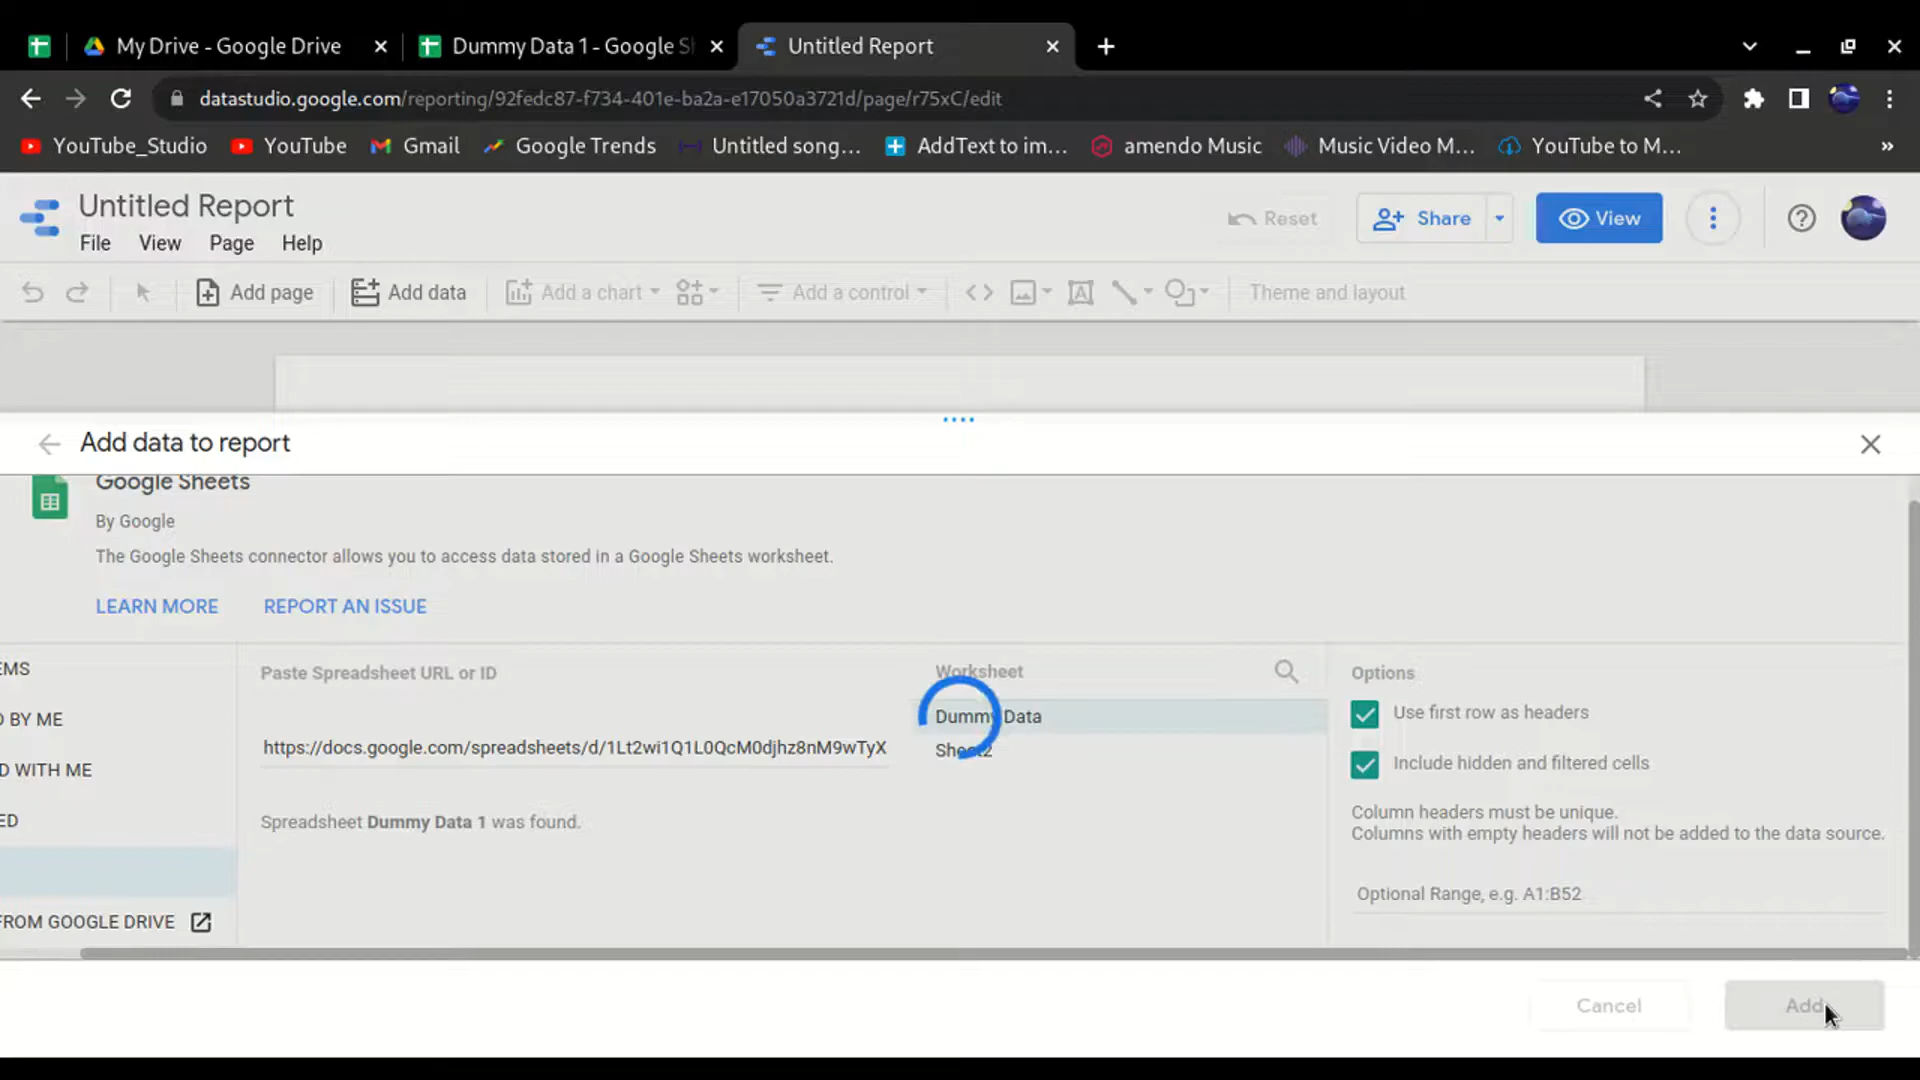 My Drive - Google Drive
Dummy Data 1 - Google Sh
Untitled Report
datastudio.google.com/reporting/92fedc87-f734-401e-ba2a-e17050a3721d/page/r75xC/edit
YouTube_Studio YouTube Gmail Google Trends Untitled song... AddText to im... amendo Music Music Video M... YouTube to M... »
Untitled Report
Reset Share View
File View Page Help
Add page Add data Add a chart Add a control Theme and layout
Add data to report
Google Sheets
By Google
The Google Sheets connector allows you to access data stored in a Google Sheets worksheet.
LEARN MORE REPORT AN ISSUE
EMS
D BY ME
D WITH ME
ED
FROM GOOGLE DRIVE
Paste Spreadsheet URL or ID
https://docs.google.com/spreadsheets/d/1Lt2wi1Q1L0QcM0djhz8nM9wTyX
Spreadsheet Dummy Data 1 was found.
Worksheet
Dummy Data
Sheet2
Options
Use first row as headers
Include hidden and filtered cells
Column headers must be unique.
Columns with empty headers will not be added to the data source.
Optional Range, e.g. A1:B52
Cancel Add